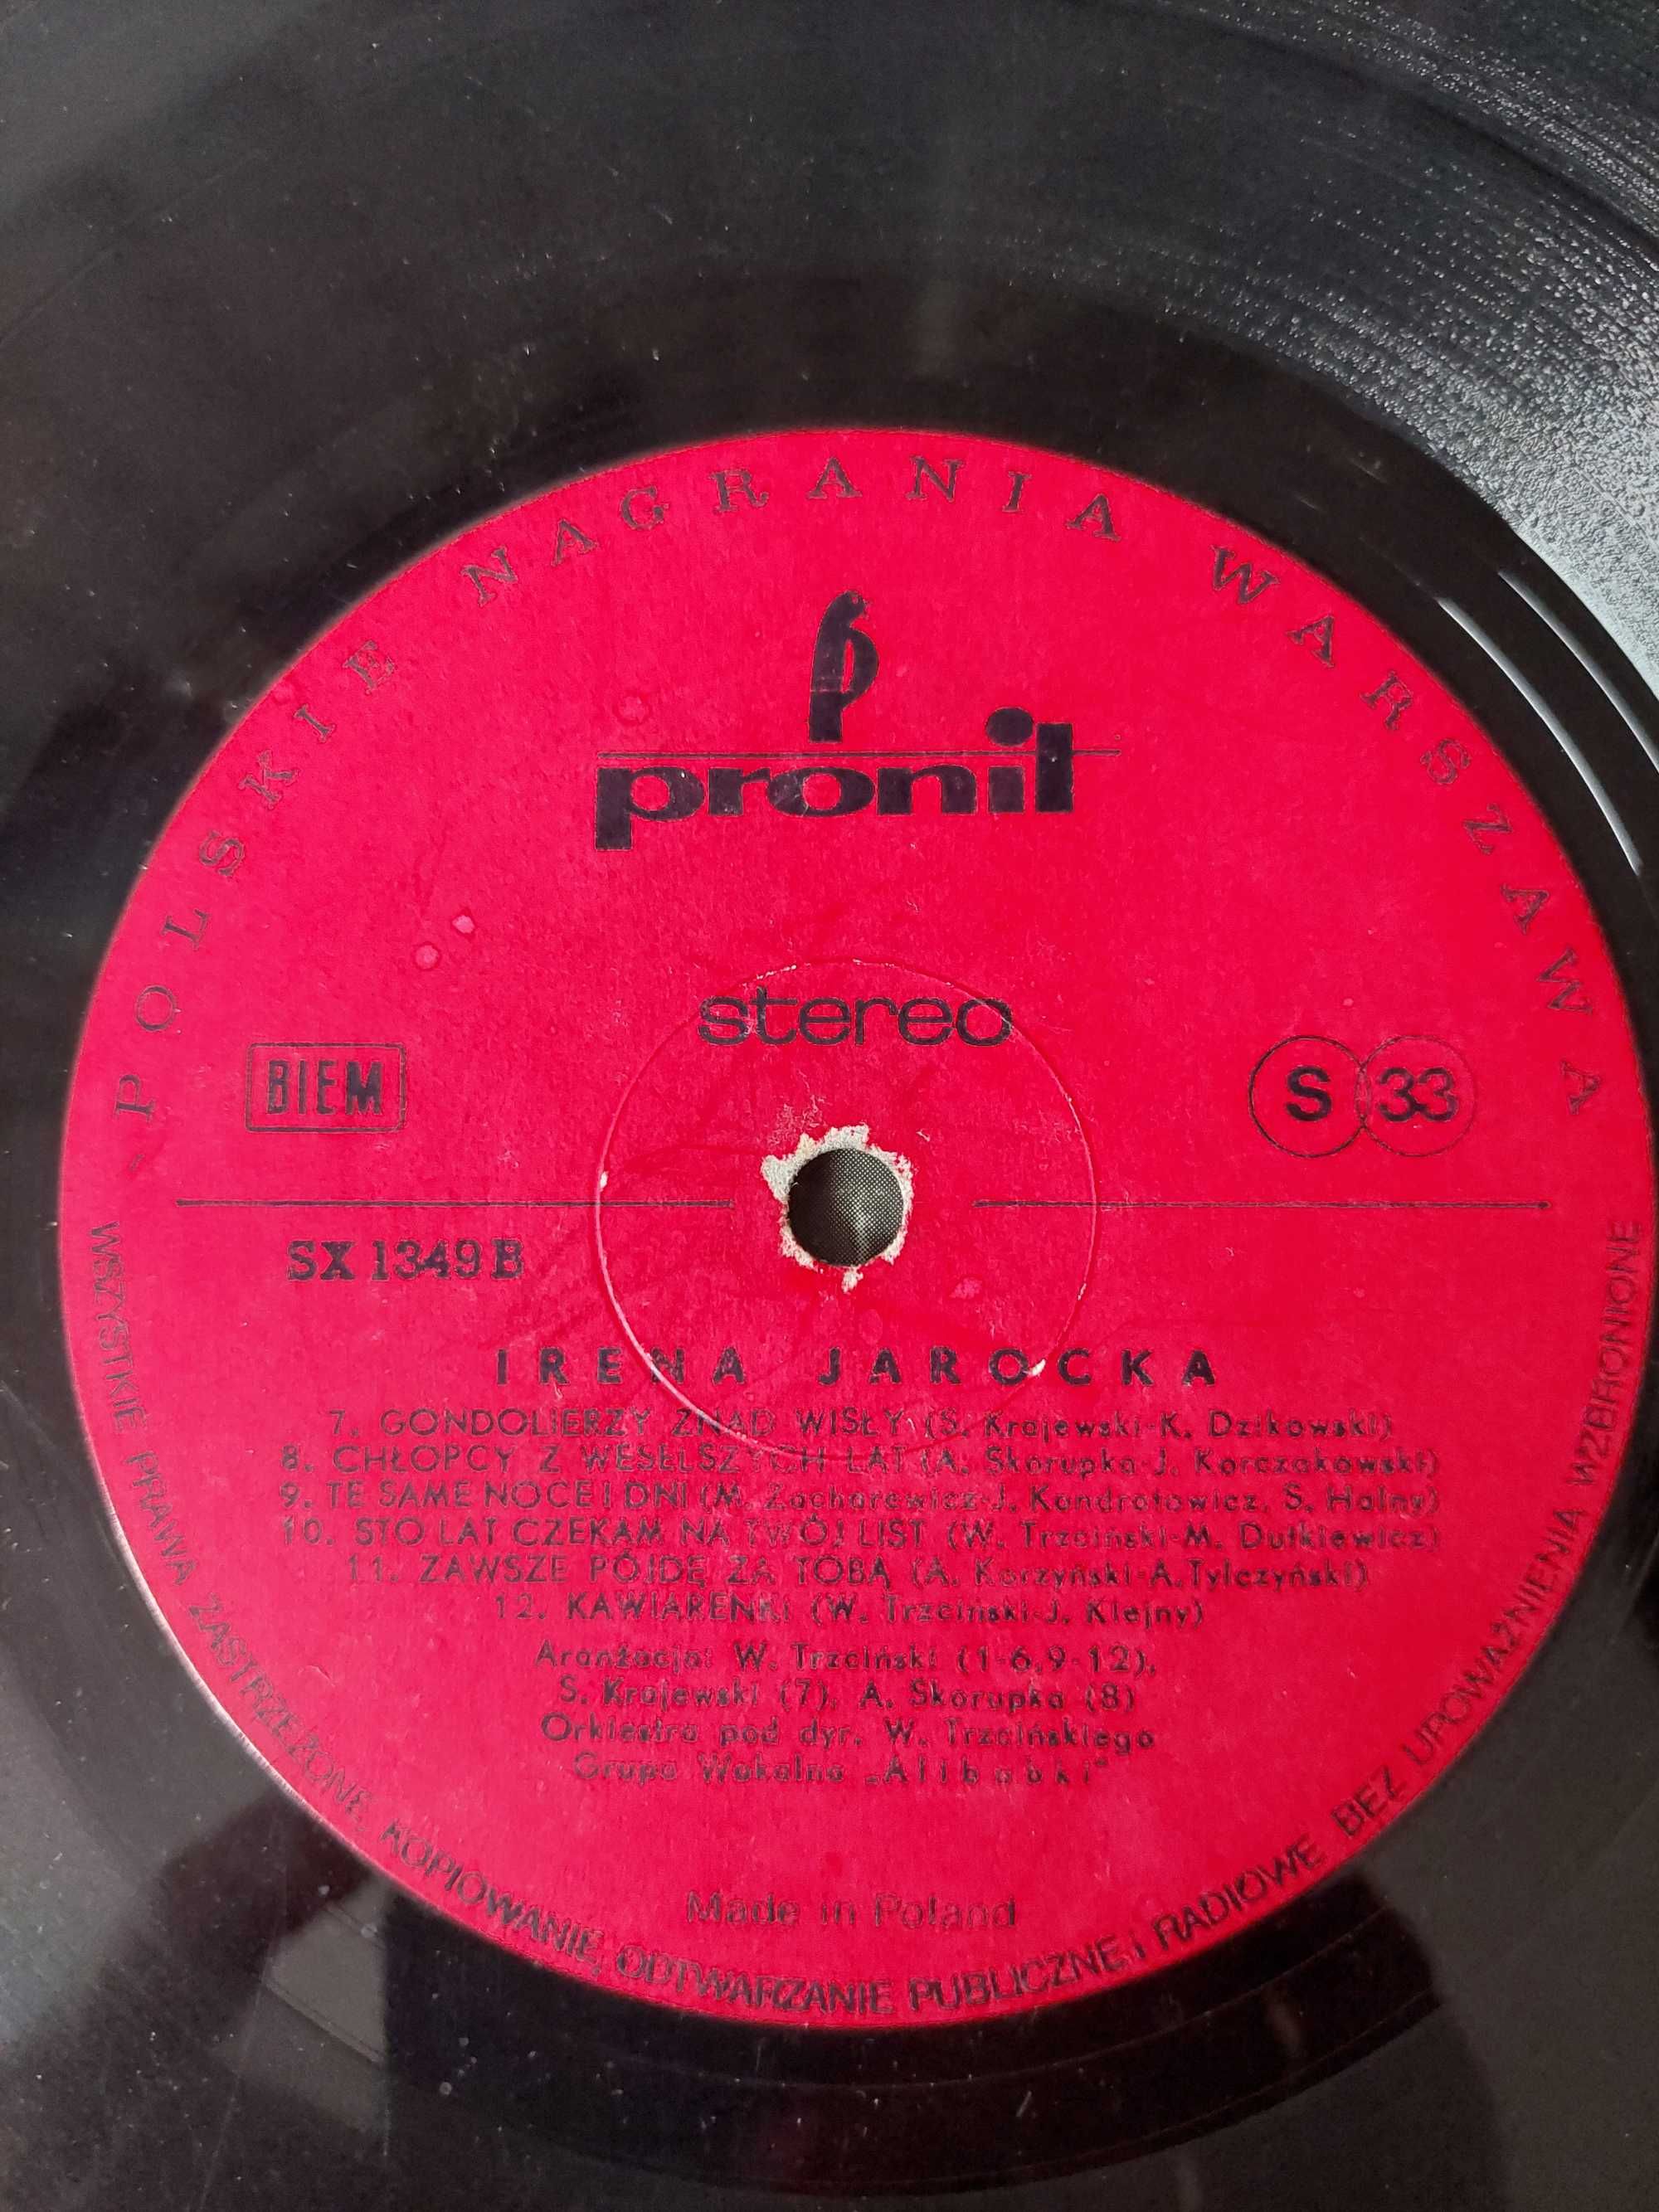 POLSKIE NAGRANIA WARSZAWA
pronit
stereo
BIEM
S 33
SX 1349 B
IRENA JAROCKA
7. GONDOLIERZY ZNAD WISŁY (S. Krajewski-K. Dzikowski)
8. CHŁOPCY Z WESELSZYCH LAT (A. Skorupka-J. Korczakowski)
9. TE SAME NOCE I DNI (M. Zacharewicz-J. Kondratowicz, S. Halny)
10. STO LAT CZEKAM NA TWÓJ LIST (W. Trzciński-M. Dutkiewicz)
11. ZAWSZE PÓJDĘ ZA TOBĄ (A. Korzyński-A. Tylczyński)
12. KAWIARENKI (W. Trzciński-J. Klejny)
Aranżacja: W. Trzciński (1-6, 9-12),
S. Krajewski (7), A. Skorupka (8)
Orkiestra pod dyr. W. Trzcińskiego
Grupa Wokalna „Alibabki"
Made in Poland
WSZYSTKIE PRAWA ZASTRZEŻONE, KOPIOWANIE, ODTWARZANIE PUBLICZNE i RADIOWE BEZ UPOWAŻNIENIA WZBRONIONE